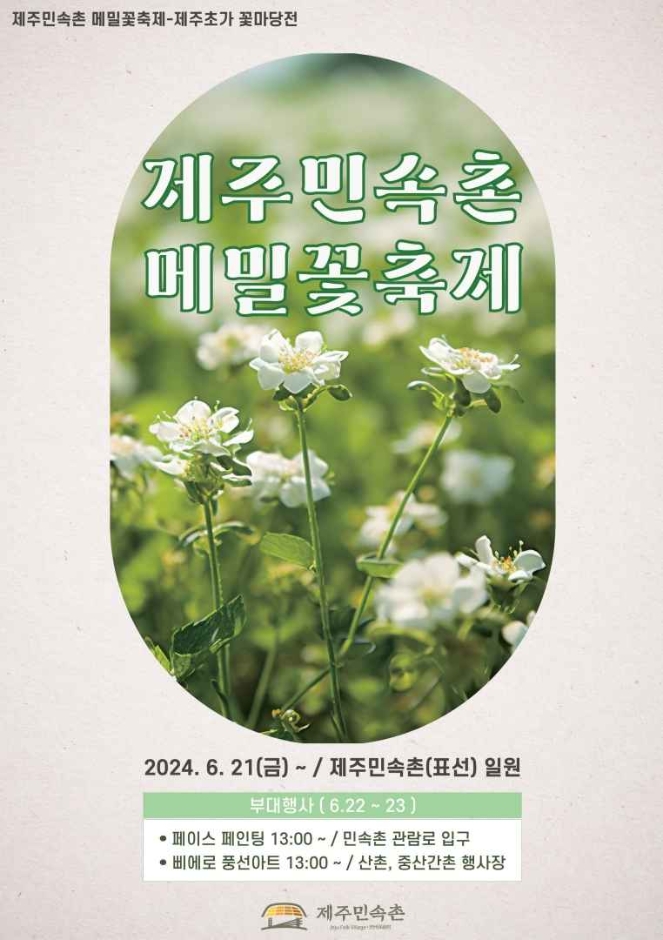 제주민속촌 메밀꽃축제-제주초가 꽃마당전
제주민속촌
메밀꽃축제
2024. 6. 21(금) ~ / 제주민속촌(표선) 일원
부대행사 ( 6.22 ~ 23 )
• 페이스 페인팅 13:00 ~ / 민속촌 관람로 입구
• 삐에로 풍선아트 13:00 ~ / 산촌, 중산간촌 행사장
제주민속촌